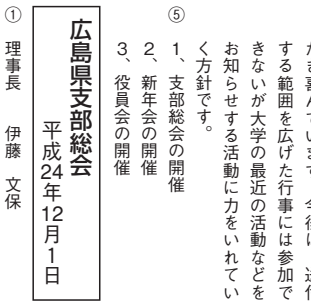 たき喜んでいます。今後は、送付
する範囲を広げた行事には参加で
きないが大学の最近の活動などを
お知らせする活動に力をいれてい
く方針です。
⑤
1、支部総会の開催
2、新年会の開催
3、役員会の開催
広島県支部総会
平成24年12月1日
① 理事長 伊藤 文保